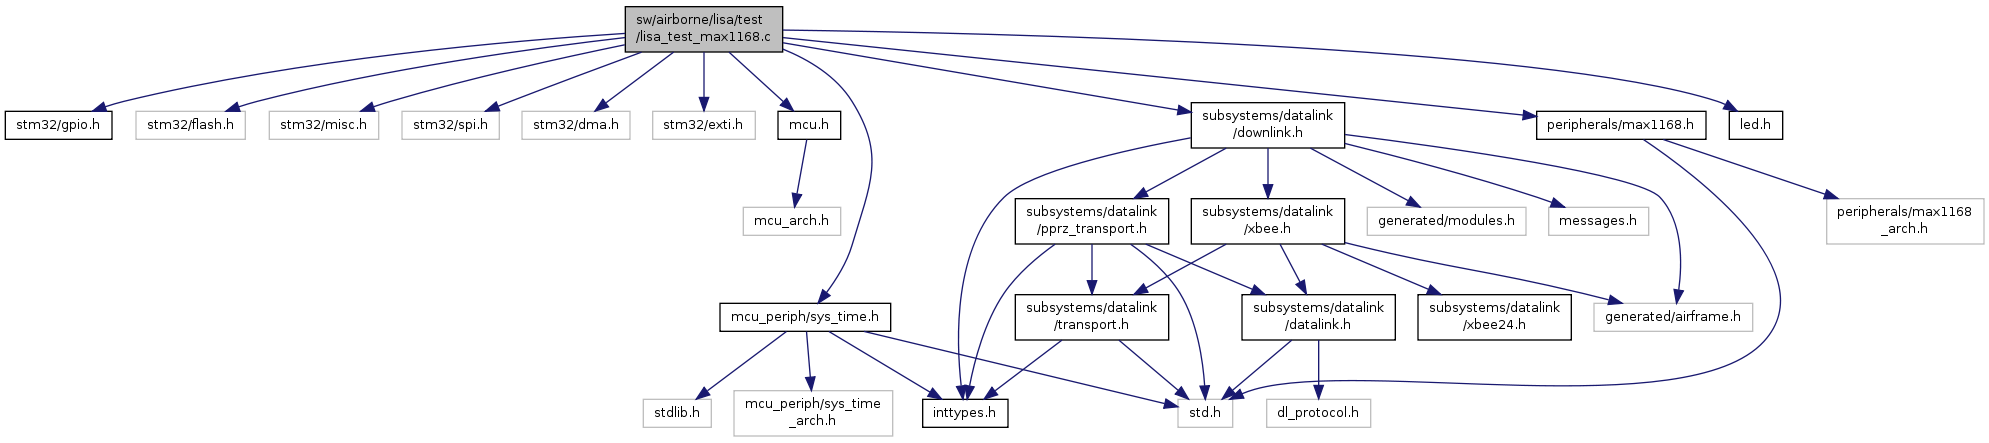 sw/airborne/lisa/test
/lisa_test_max1168.c
stm32/gpio.h
stm32/flash.h
stm32/misc.h
stm32/spi.h
stm32/dma.h
stm32/exti.h
mcu.h
subsystems/datalink
/downlink.h
peripherals/max1168.h
led.h
mcu_arch.h
subsystems/datalink
/pprz_transport.h
subsystems/datalink
/xbee.h
generated/modules.h
messages.h
peripherals/max1168
_arch.h
mcu_periph/sys_time.h
subsystems/datalink
/transport.h
subsystems/datalink
/datalink.h
subsystems/datalink
/xbee24.h
generated/airframe.h
stdlib.h
mcu_periph/sys_time
_arch.h
inttypes.h
std.h
dl_protocol.h